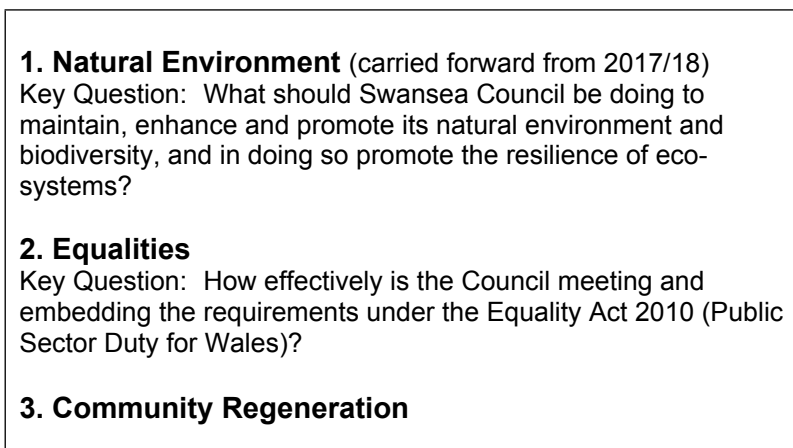 1. Natural Environment (carried forward from 2017/18)
Key Question:  What should Swansea Council be doing to
maintain, enhance and promote its natural environment and
biodiversity, and in doing so promote the resilience of eco-
systems?
2. Equalities
Key Question:  How effectively is the Council meeting and
embedding the requirements under the Equality Act 2010 (Public
Sector Duty for Wales)?
3. Community Regeneration